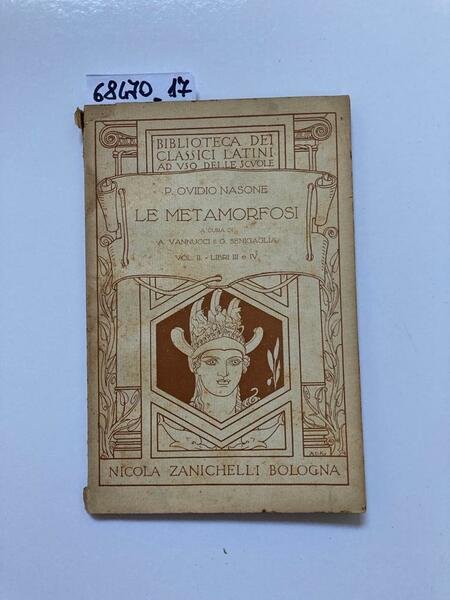 68470_17
BIBLIOTECA DEI
CLASSICI LATINI
AD VSO DELLE SCVOLE
P. OVIDIO NASONE
LE METAMORFOSI
A CURA DI
A. VANNUCCI E G. SENIGAGLIA
VOL. II. - LIBRI III e IV
NICOLA ZANICHELLI BOLOGNA